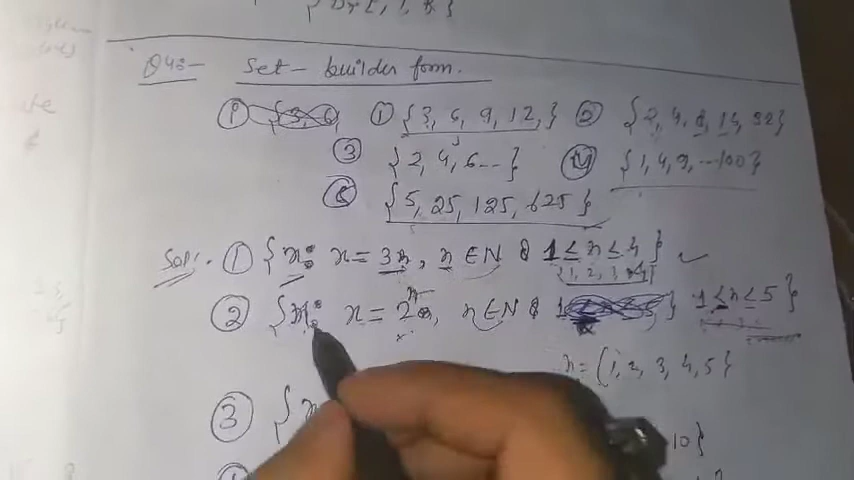 Q4:- Set-builder form.
① {3, 6, 9, 12,} ② {2, 4, 8, 16, 32}
③ {2, 4, 6...} ④ {1, 4, 9, ...100}
{5, 25, 125, 625}
Sol:. ① {x: x = 3n, n ∈ N & 1 ≤ n ≤ 4}
{1, 2, 3, 4}
② {x: x = 2ⁿ, n ∈ N & 1 ≤ n ≤ 5}
n = {1, 2, 3, 4, 5}
③ {x
10}